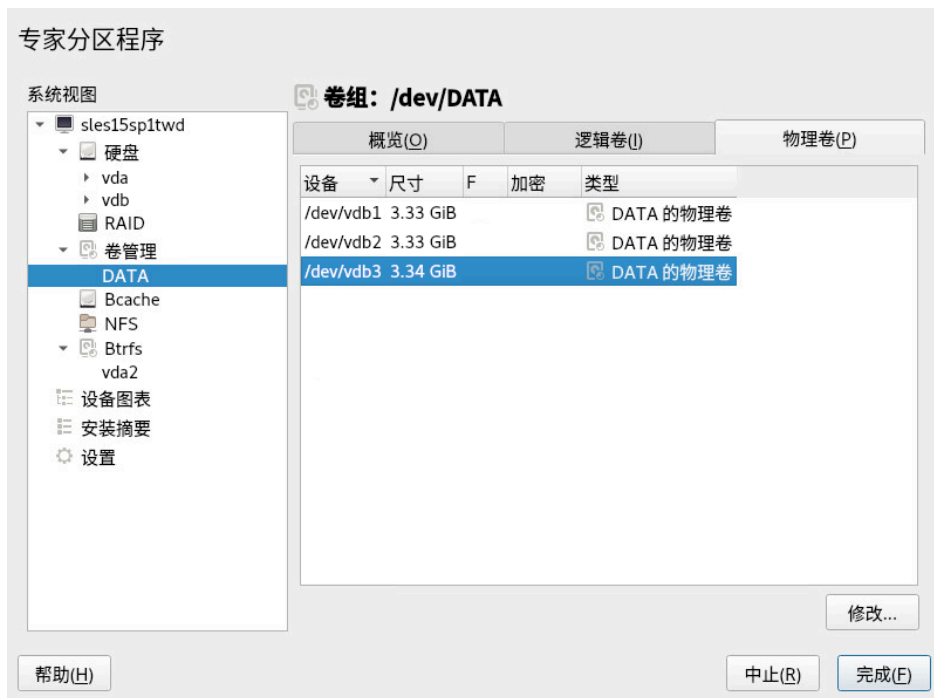 专家分区程序
系统视图
sles15sp1twd
硬盘
vda
vdb
RAID
卷管理
DATA
Bcache
NFS
Btrfs
vda2
设备图表
安装摘要
设置
卷组：/dev/DATA
概览(O) 逻辑卷(l) 物理卷(P)
设备 尺寸 F 加密 类型
/dev/vdb1 3.33 GiB DATA 的物理卷
/dev/vdb2 3.33 GiB DATA 的物理卷
/dev/vdb3 3.34 GiB DATA 的物理卷
修改...
帮助(H) 中止(R) 完成(F)